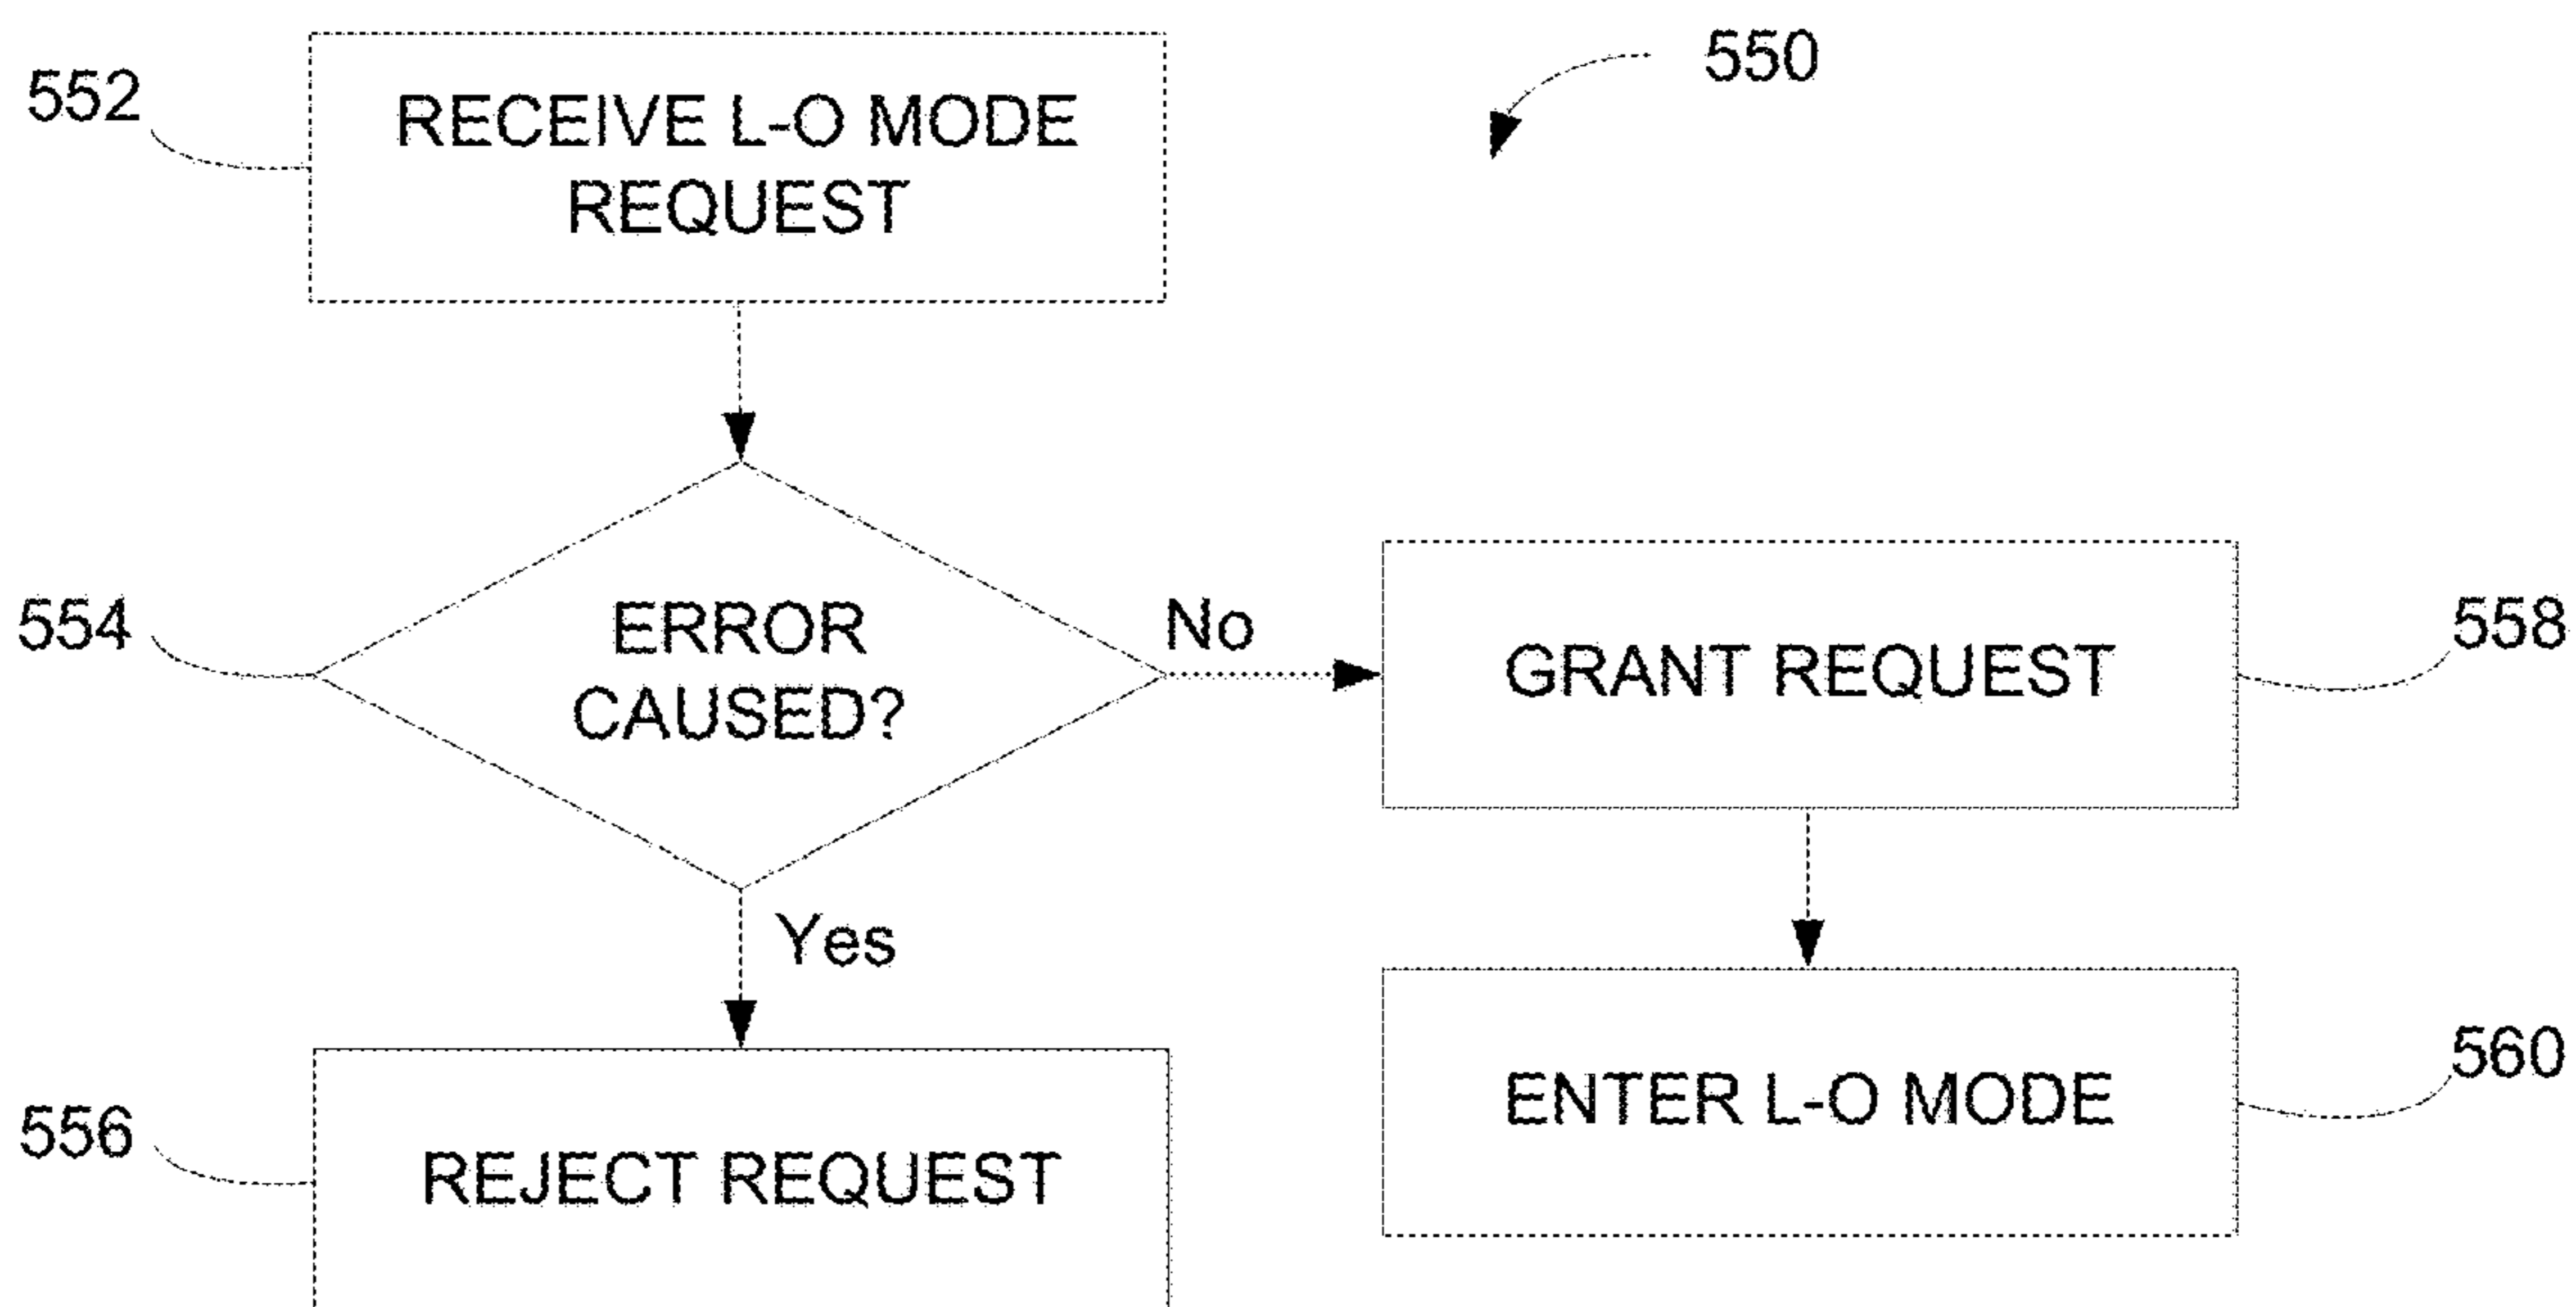 550
552
RECEIVE L-O MODE
REQUEST
554
ERROR
CAUSED?
No
GRANT REQUEST
558
Yes
ENTER L-O MODE
560
556
REJECT REQUEST